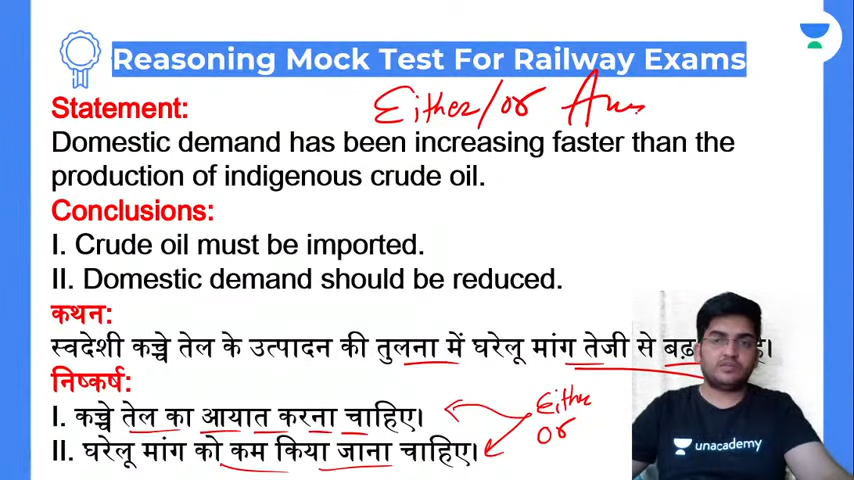 Reasoning Mock Test For Railway Exams
Either/or Ans
Statement:
Domestic demand has been increasing faster than the
production of indigenous crude oil.
Conclusions:
I. Crude oil must be imported.
II. Domestic demand should be reduced.
कथन:
स्वदेशी कच्चे तेल के उत्पादन की तुलना में घरेलू मांग तेजी से
निष्कर्ष:
I. कच्चे तेल का आयात करना चाहिए।
II. घरेलू मांग को कम किया जाना चाहिए।
Either
or
unacademy